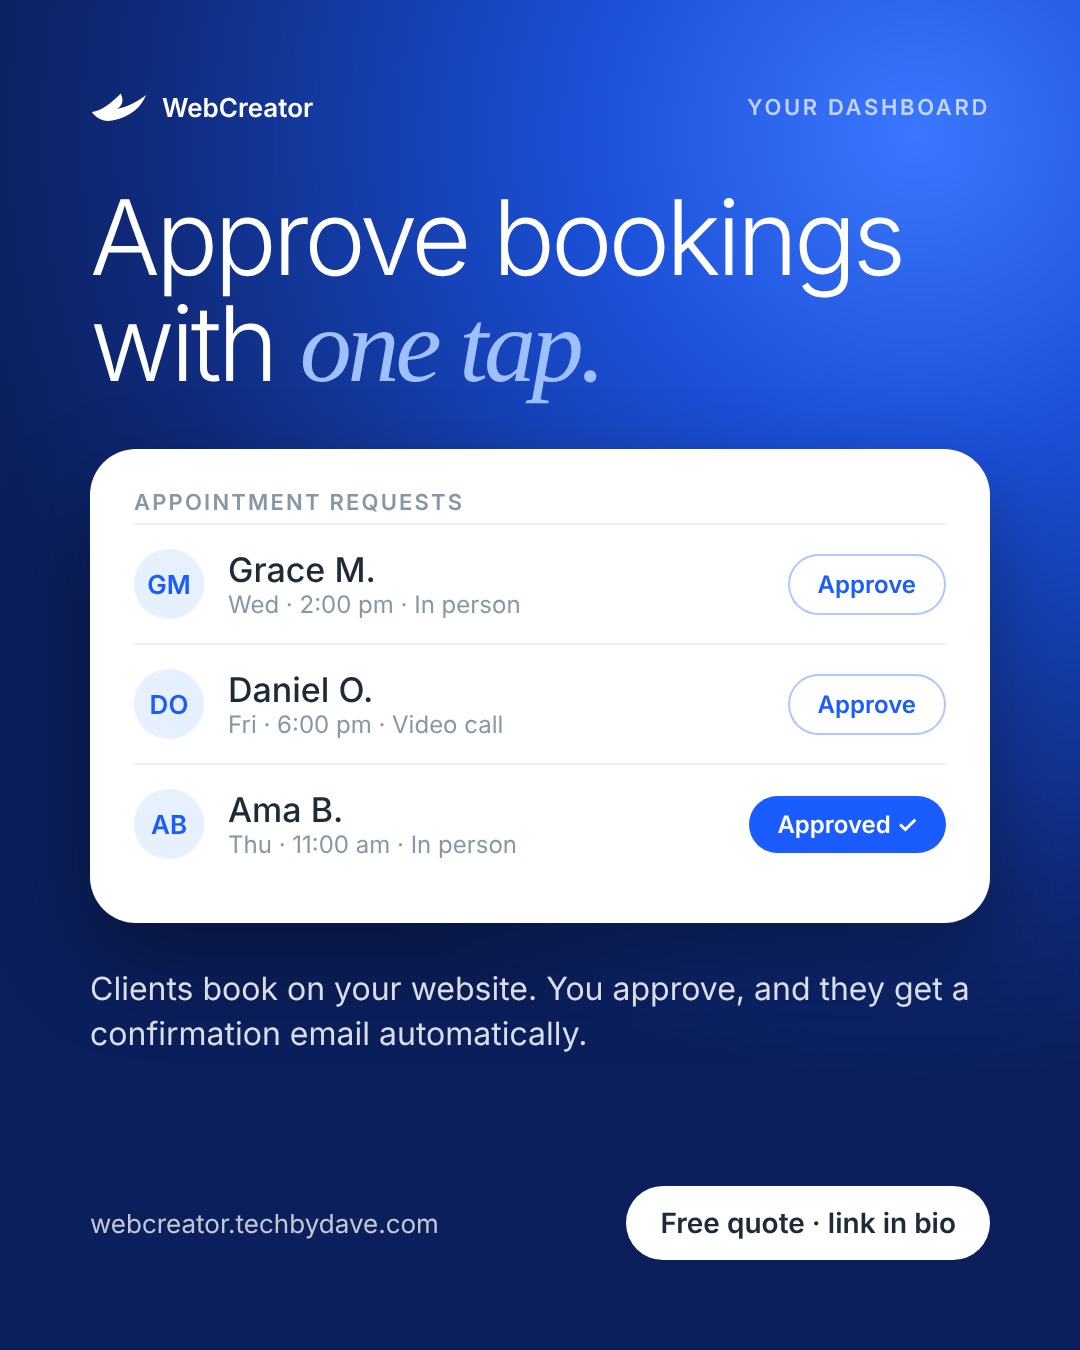 WebCreator
YOUR DASHBOARD
Approve bookings
with one tap.
APPOINTMENT REQUESTS
GM
Grace M.
Wed · 2:00 pm · In person
Approve
DO
Daniel O.
Fri · 6:00 pm · Video call
Approve
AB
Ama B.
Thu · 11:00 am · In person
Approved ✓
Clients book on your website. You approve, and they get a
confirmation email automatically.
webcreator.techbydave.com
Free quote · link in bio